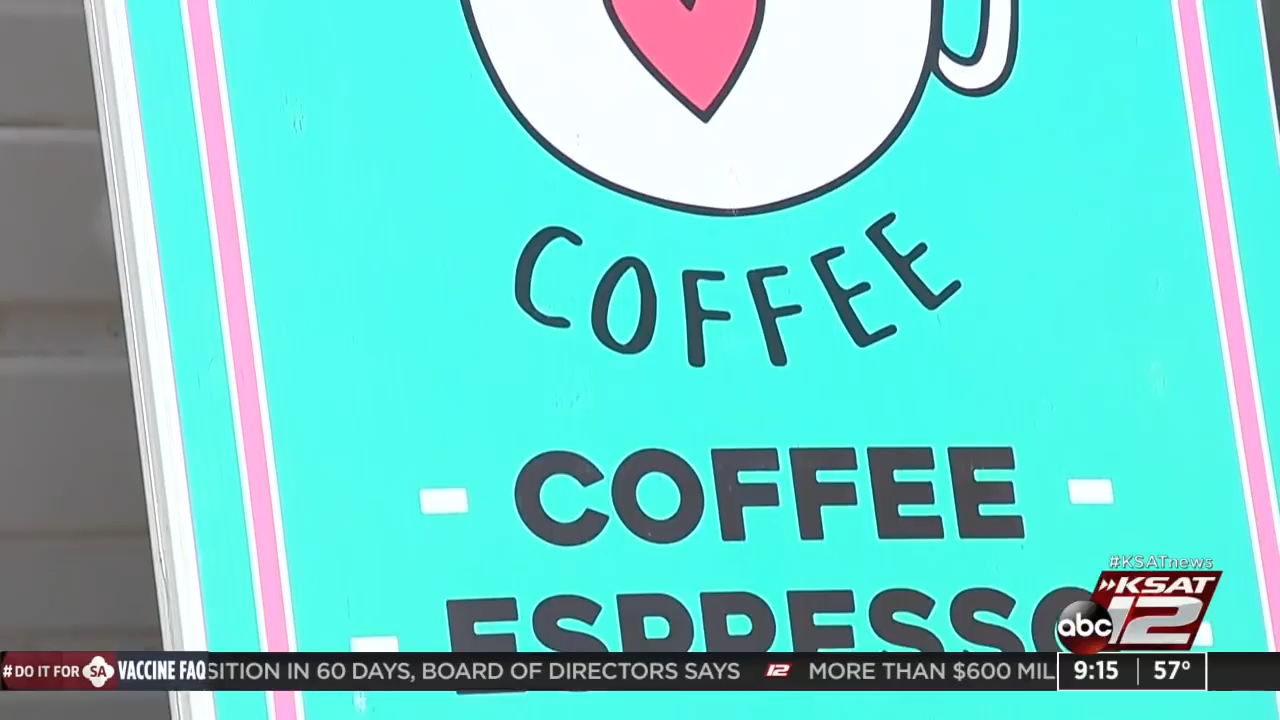 COFFEE
COFFEE
ESPRESSO
#KSATnews
KSAT
abc 12
#DO IT FOR SA VACCINE FAQ SITION IN 60 DAYS, BOARD OF DIRECTORS SAYS 12 MORE THAN $600 MIL 9:15 57°